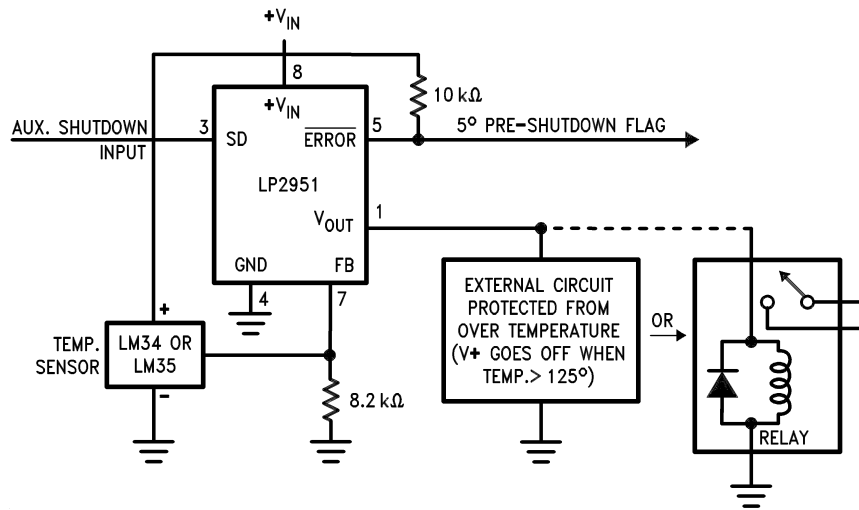 +VIN
8
10 kΩ
+VIN
AUX. SHUTDOWN
INPUT
3
SD
ERROR
5
5º PRE-SHUTDOWN FLAG
LP2951
VOUT
1
GND
FB
4
7
EXTERNAL CIRCUIT
PROTECTED FROM
OVER TEMPERATURE
(V+ GOES OFF WHEN
TEMP.> 125º)
OR
+
TEMP.
SENSOR
LM34 OR
LM35
-
8.2 kΩ
RELAY